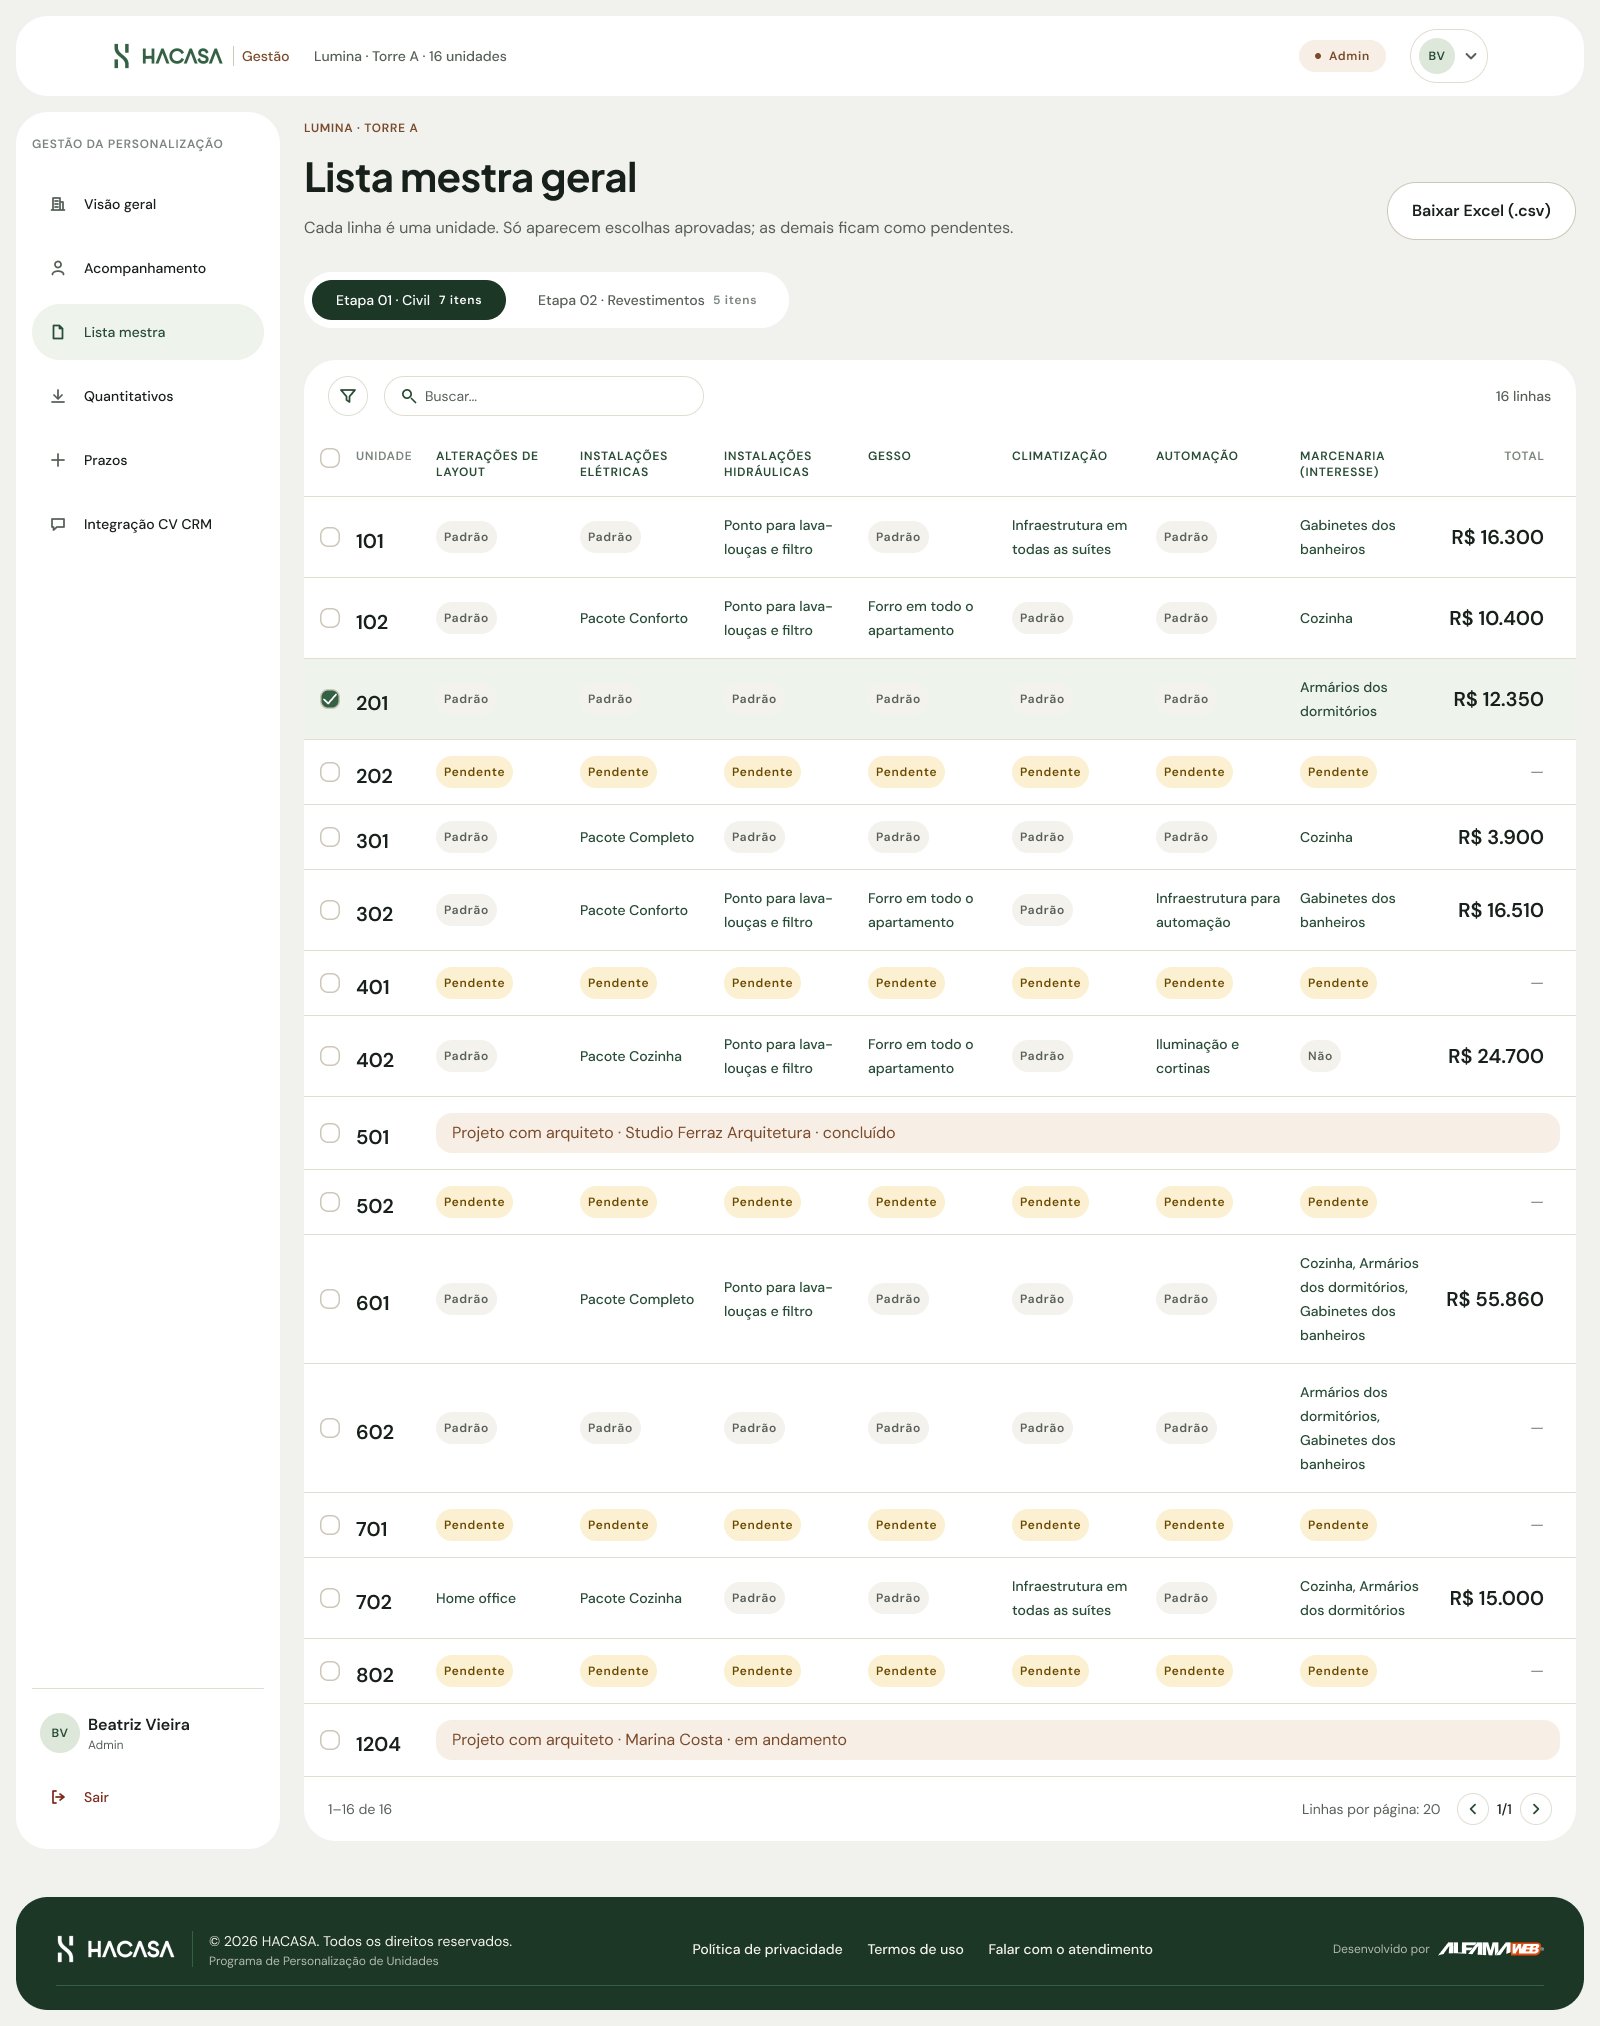 HACASA Gestão Lumina · Torre A · 16 unidades Admin BV
GESTÃO DA PERSONALIZAÇÃO
Visão geral
Acompanhamento
Lista mestra
Quantitativos
Prazos
Integração CV CRM
BV Beatriz Vieira
Admin
Sair
LUMINA · TORRE A
Lista mestra geral
Cada linha é uma unidade. Só aparecem escolhas aprovadas; as demais ficam como pendentes.
Baixar Excel (.csv)
Etapa 01 · Civil 7 itens Etapa 02 · Revestimentos 5 itens
Buscar... 16 linhas
UNIDADE ALTERAÇÕES DE LAYOUT INSTALAÇÕES ELÉTRICAS INSTALAÇÕES HIDRÁULICAS GESSO CLIMATIZAÇÃO AUTOMAÇÃO MARCENARIA (INTERESSE) TOTAL
101 Padrão Padrão Ponto para lava-louças e filtro Padrão Infraestrutura em todas as suítes Padrão Gabinetes dos banheiros R$ 16.300
102 Padrão Pacote Conforto Ponto para lava-louças e filtro Forro em todo o apartamento Padrão Padrão Cozinha R$ 10.400
201 Padrão Padrão Padrão Padrão Padrão Padrão Armários dos dormitórios R$ 12.350
202 Pendente Pendente Pendente Pendente Pendente Pendente Pendente —
301 Padrão Pacote Completo Padrão Padrão Padrão Padrão Cozinha R$ 3.900
302 Padrão Pacote Conforto Ponto para lava-louças e filtro Forro em todo o apartamento Padrão Infraestrutura para automação Gabinetes dos banheiros R$ 16.510
401 Pendente Pendente Pendente Pendente Pendente Pendente Pendente —
402 Padrão Pacote Cozinha Ponto para lava-louças e filtro Forro em todo o apartamento Padrão Iluminação e cortinas Não R$ 24.700
501 Projeto com arquiteto · Studio Ferraz Arquitetura · concluído
502 Pendente Pendente Pendente Pendente Pendente Pendente Pendente —
601 Padrão Pacote Completo Ponto para lava-louças e filtro Padrão Padrão Padrão Cozinha, Armários dos dormitórios, Gabinetes dos banheiros R$ 55.860
602 Padrão Padrão Padrão Padrão Padrão Padrão Armários dos dormitórios, Gabinetes dos banheiros —
701 Pendente Pendente Pendente Pendente Pendente Pendente Pendente —
702 Home office Pacote Cozinha Padrão Padrão Infraestrutura em todas as suítes Padrão Cozinha, Armários dos dormitórios R$ 15.000
802 Pendente Pendente Pendente Pendente Pendente Pendente Pendente —
1204 Projeto com arquiteto · Marina Costa · em andamento
1–16 de 16 Linhas por página: 20 1/1
HACASA © 2026 HACASA. Todos os direitos reservados.
Programa de Personalização de Unidades
Política de privacidade Termos de uso Falar com o atendimento
Desenvolvido por ALFAMAWEB